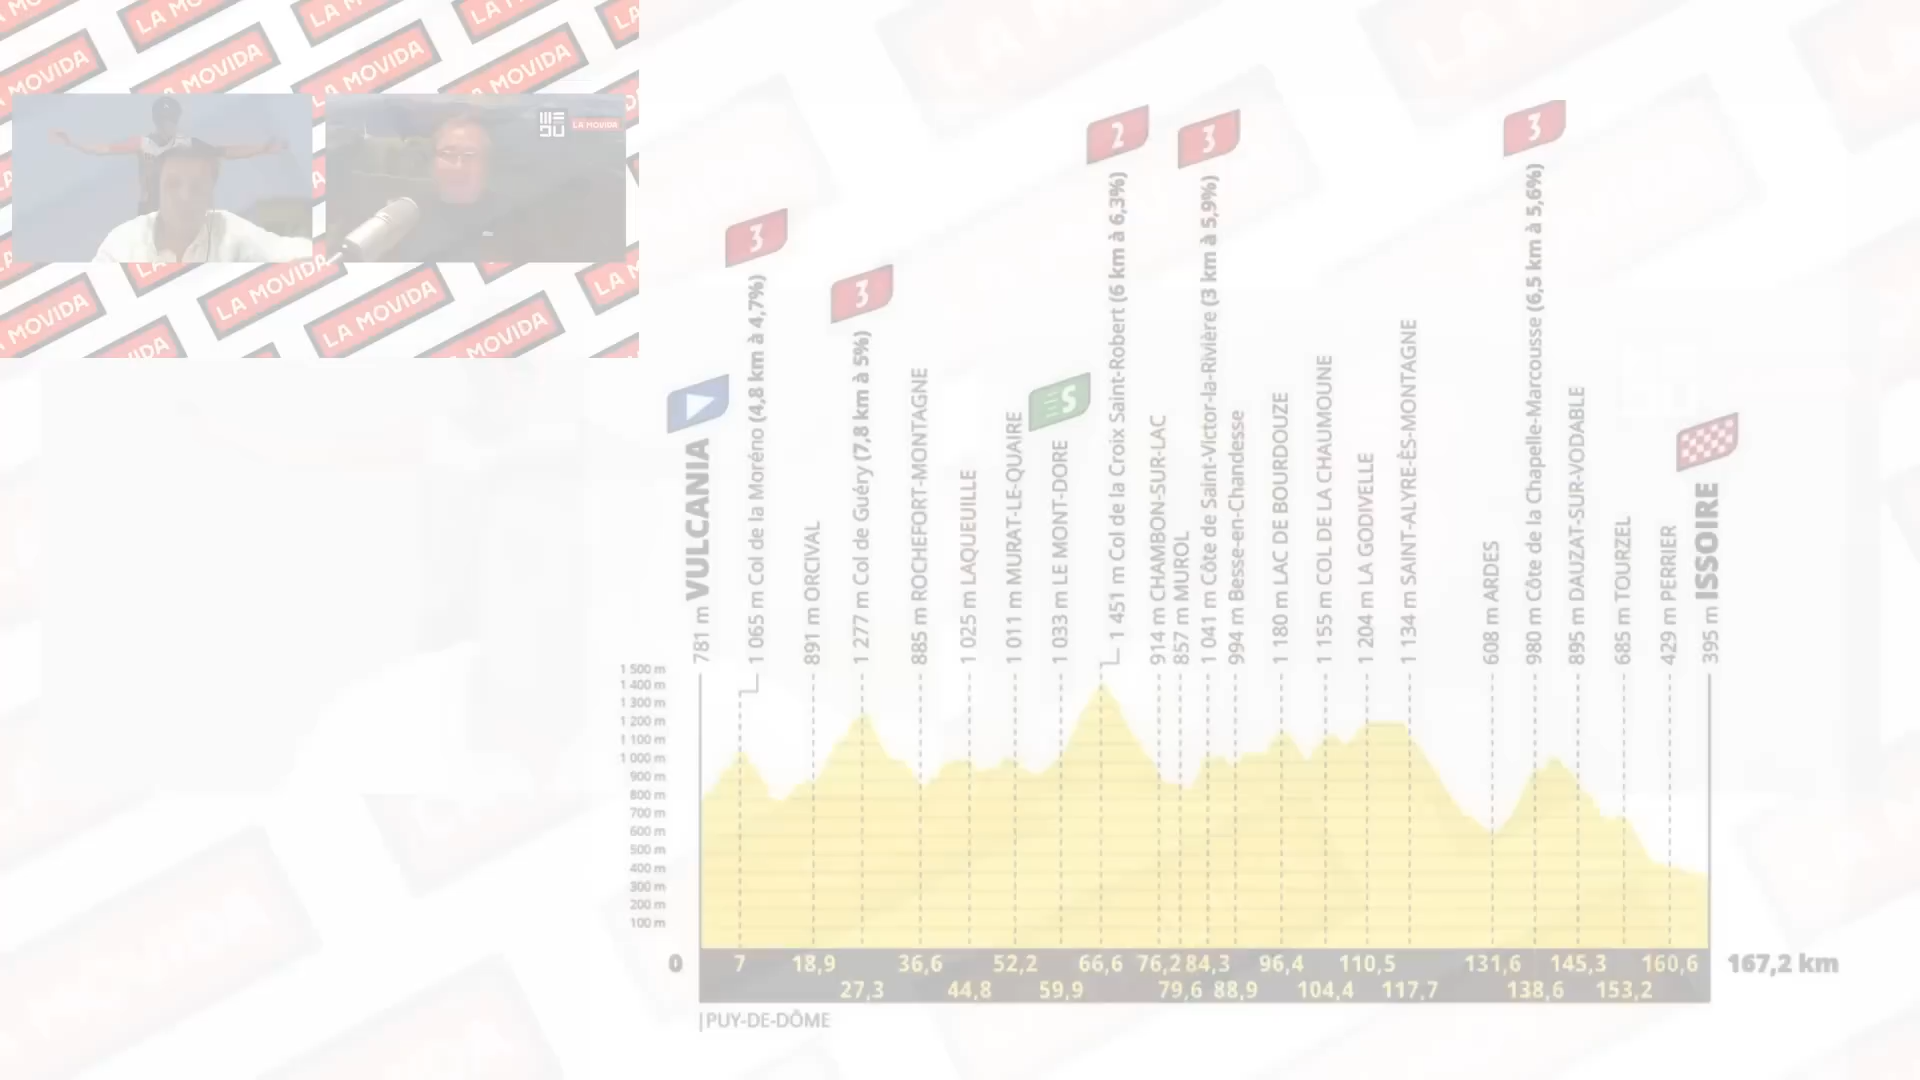 LA MOVIDA
LA MOVIDA
LA MOVIDA
LA MOVIDA
LA MOVIDA
LA MOVIDA
LA MOVIDA
LA MOVIDA
LA MOVIDA
LA MOVIDA
2
3
3
3
3
S
781 m VULCANIA
1 065 m Col de la Moréno (4,8 km à 4,7%)
891 m ORCIVAL
1 277 m Col de Guéry (7,8 km à 5%)
885 m ROCHEFORT-MONTAGNE
1 025 m LAQUEUILLE
1 011 m MURAT-LE-QUAIRE
1 033 m LE MONT-DORE
1 451 m Col de la Croix Saint-Robert (6 km à 6,3%)
914 m CHAMBON-SUR-LAC
857 m MUROL
1 041 m Côte de Saint-Victor-la-Rivière (3 km à 5,9%)
994 m Besse-en-Chandesse
1 180 m LAC DE BOURDOUZE
1 155 m COL DE LA CHAUMOUNE
1 204 m LA GODIVELLE
1 134 m SAINT-ALYRE-ÈS-MONTAGNE
608 m ARDES
980 m Côte de la Chapelle-Marcousse (6,5 km à 5,6%)
895 m DAUZAT-SUR-VODABLE
685 m TOURZEL
429 m PERRIER
395 m ISSOIRE
1 500 m
1 400 m
1 300 m
1 200 m
1 100 m
1 000 m
900 m
800 m
700 m
600 m
500 m
400 m
300 m
200 m
100 m
0 7 18,9 36,6 52,2 66,6 76,2 84,3 96,4 110,5 131,6 145,3 160,6 167,2 km
27,3 44,8 59,9 79,6 88,9 104,4 117,7 138,6 153,2
PUY-DE-DÔME